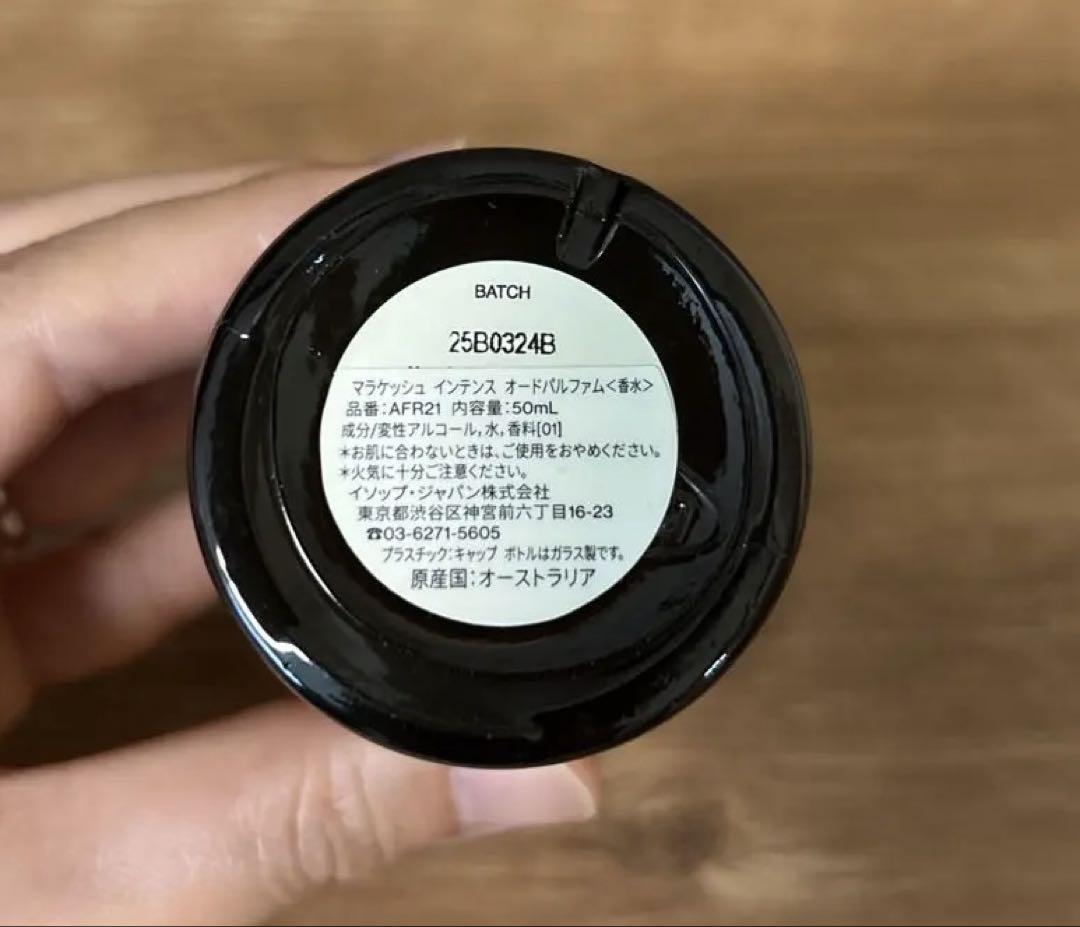 BATCH
25B0324B
マラケッシュ インテンス オードパルファム<香水>
品番:AFR21 内容量:50mL
成分/変性アルコール,水,香料[01]
*お肌に合わないときは、ご使用をおやめください。
*火気に十分ご注意ください。
イソップ・ジャパン株式会社
東京都渋谷区神宮前六丁目16-23
☎03-6271-5605
プラスチック:キャップ ボトルはガラス製です。
原産国:オーストラリア